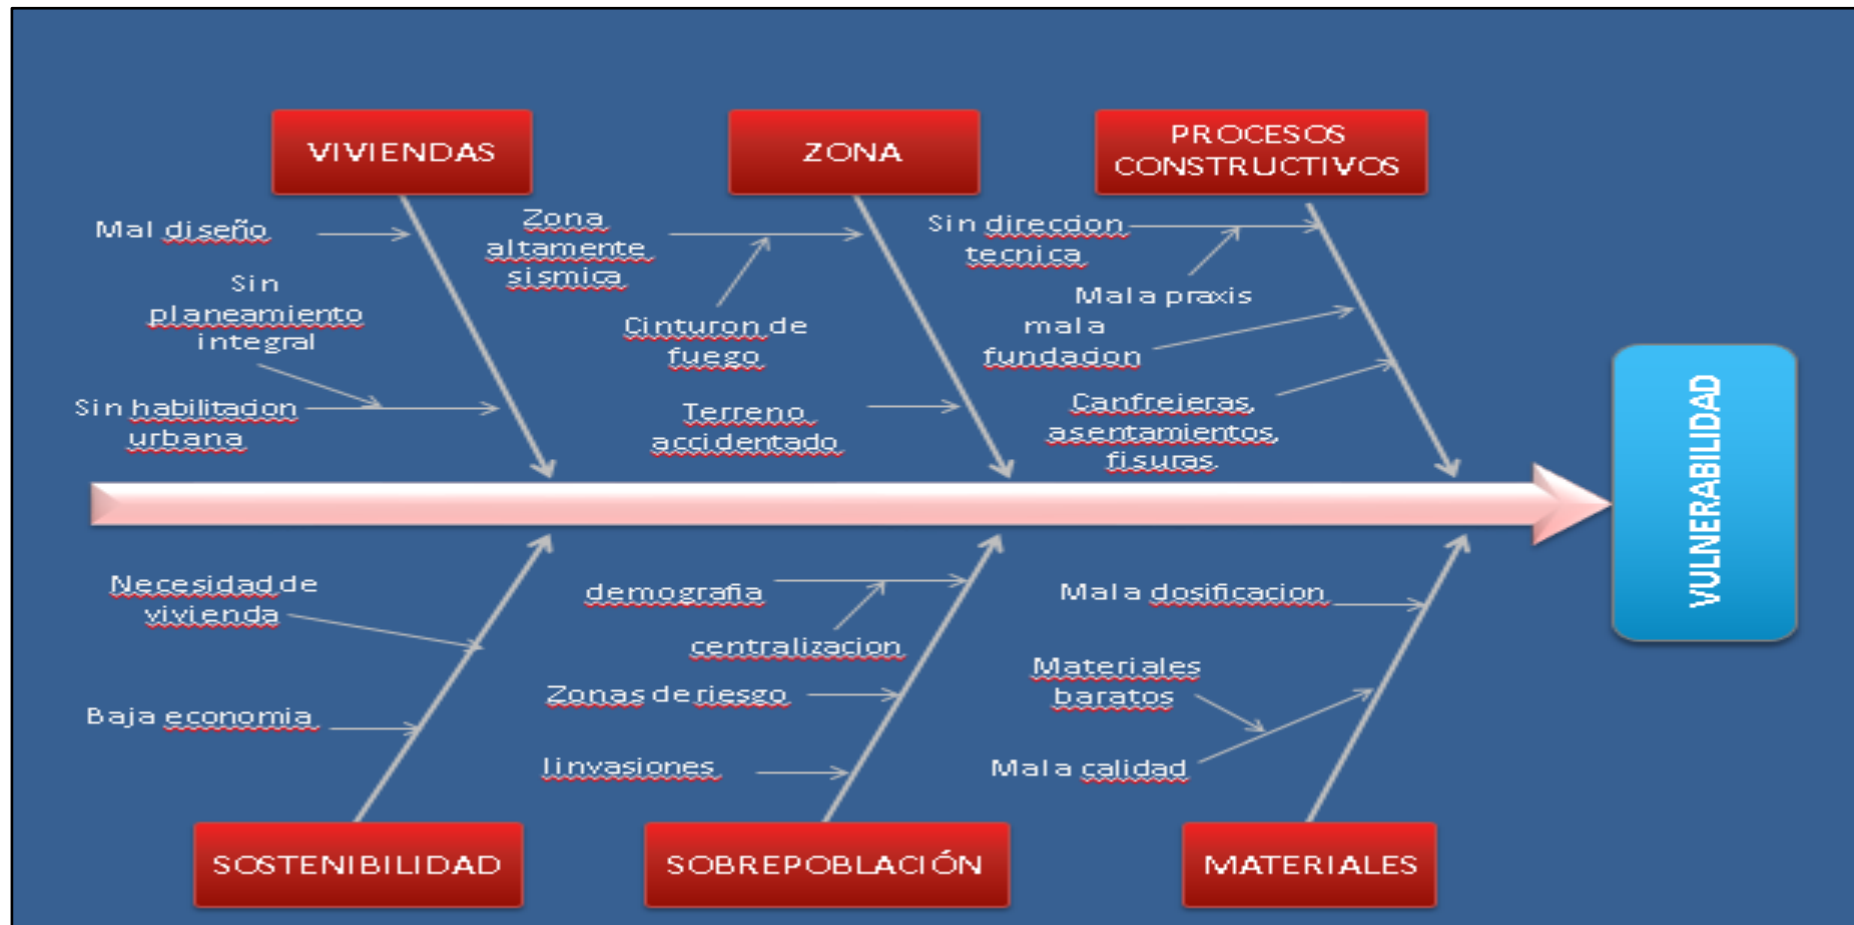 VIVIENDAS
ZONA
PROCESOS
CONSTRUCTIVOS
Mal diseño
Sin
planeamiento
integral
Sin habilitacion
urbana
Zona
altamente
sismica
Cinturon de
fuego
Terreno
accidentado
Sin direccion
tecnica
Mala praxis
mala
fundacion
Canfrejeras,
asentamientos,
fisuras.
VULNERABILIDAD
Necesidad de
vivienda
Baja economia
demografia
centralizacion
Zonas de riesgo
Iinvasiones
Mala dosificacion
Materiales
baratos
Mala calidad
SOSTENIBILIDAD
SOBREPOBLACIÓN
MATERIALES